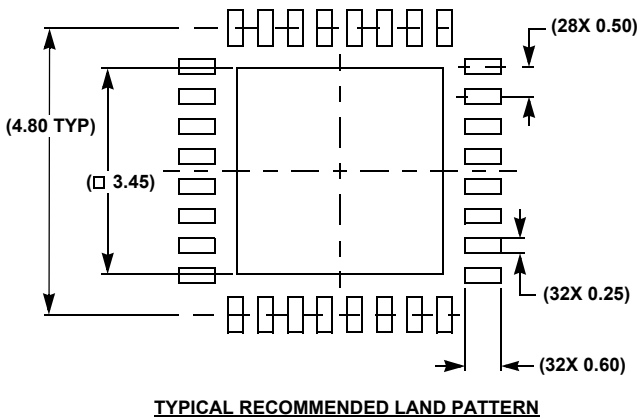 (28X 0.50)
(4.80 TYP)
(□ 3.45)
(32X 0.25)
(32X 0.60)
TYPICAL RECOMMENDED LAND PATTERN